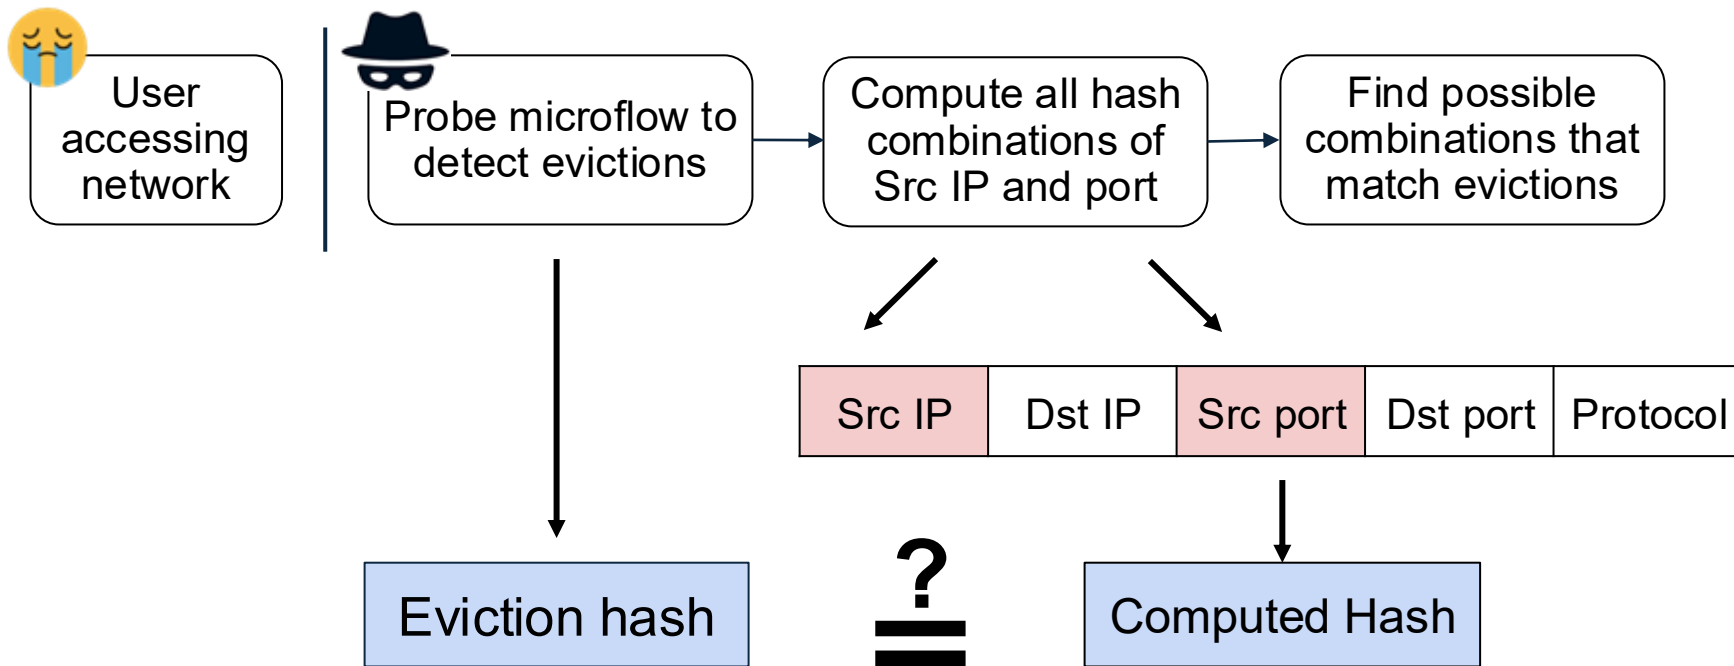 User
accessing
network
Probe microflow to
detect evictions
Compute all hash
combinations of
Src IP and port
Find possible
combinations that
match evictions
Src IP
Dst IP
Src port
Dst port
Protocol
Eviction hash
?
=
Computed Hash